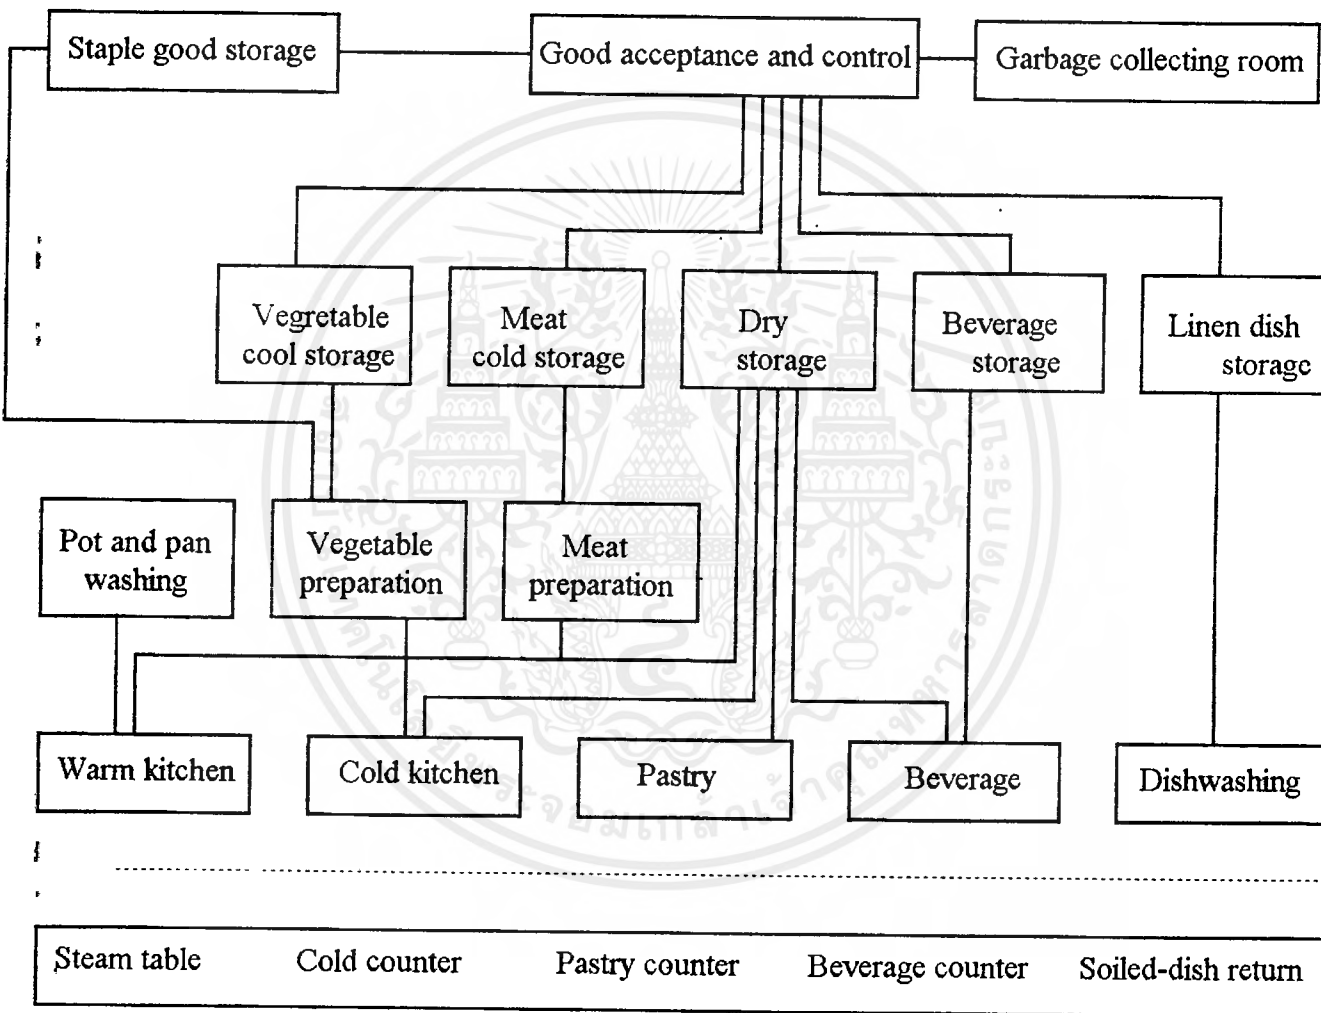 Staple good storage
Good acceptance and control
Garbage collecting room
Vegretable
cool storage
Meat
cold storage
Dry
storage
Beverage
storage
Linen dish
storage
Pot and pan
washing
Vegetable
preparation
Meat
preparation
Warm kitchen
Cold kitchen
Pastry
Beverage
Dishwashing
Steam table
Cold counter
Pastry counter
Beverage counter
Soiled-dish return